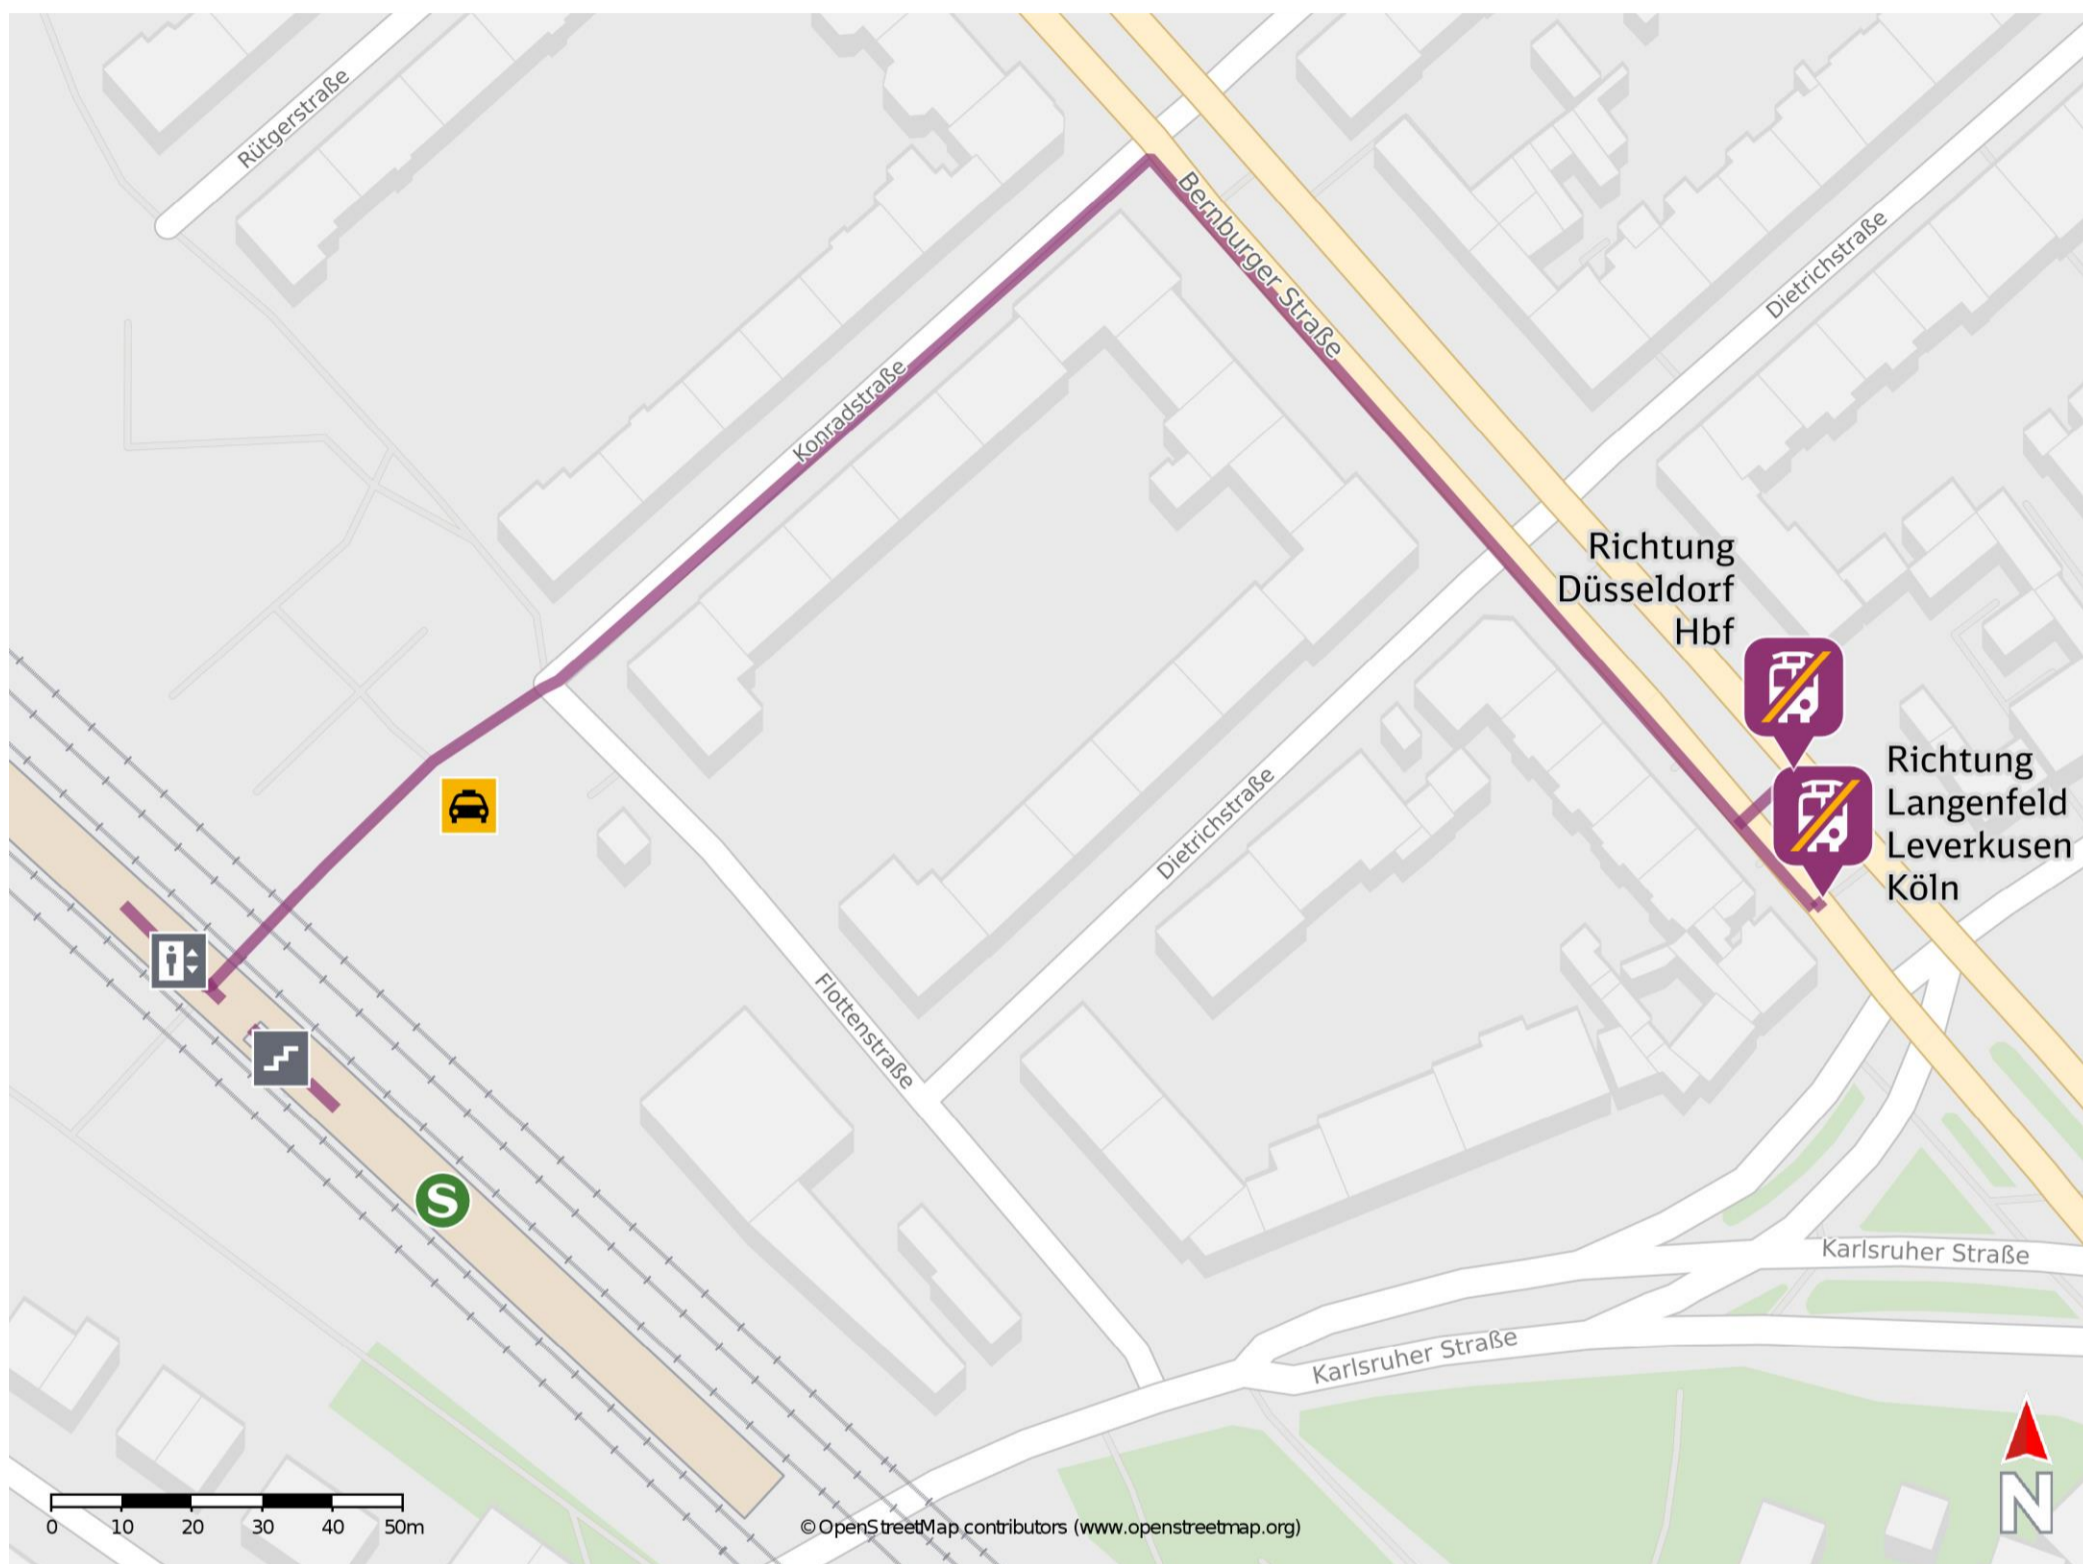 Rütgerstraße
Bernburger Straße
Dietrichstraße
Konradstraße
Richtung
Düsseldorf
Hbf
Richtung
Langenfeld
Leverkusen
Köln
Dietrichstraße
Flottenstraße
S
Karlsruher Straße
Karlsruher Straße
0 10 20 30 40 50m
© OpenStreetMap contributors (www.openstreetmap.org)
N